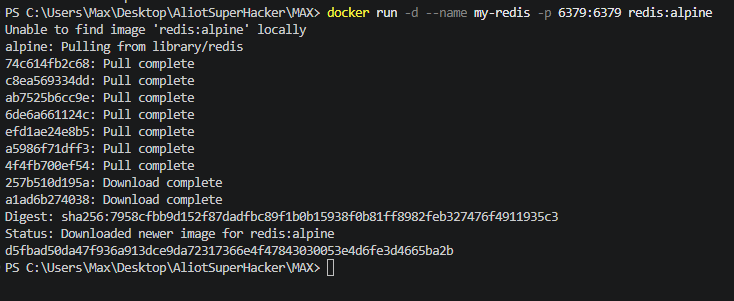 PS C:\Users\Max\Desktop\AliotSuperHacker\MAX> docker run -d --name my-redis -p 6379:6379 redis:alpine
Unable to find image 'redis:alpine' locally
alpine: Pulling from library/redis
74c614fb2c68: Pull complete
c8ea569334dd: Pull complete
ab7525b6cc9e: Pull complete
6de6a661124c: Pull complete
efd1ae24e8b5: Pull complete
a5986f71dff3: Pull complete
4f4fb700ef54: Pull complete
257b510d195a: Download complete
a1ad6b274038: Download complete
Digest: sha256:7958cfbb9d152f87dadfbc89f1b0b15938f0b81ff8982feb327476f4911935c3
Status: Downloaded newer image for redis:alpine
d5fbad50da47f936a913dce9da72317366e4f47843030053e4d6fe3d4665ba2b
PS C:\Users\Max\Desktop\AliotSuperHacker\MAX>